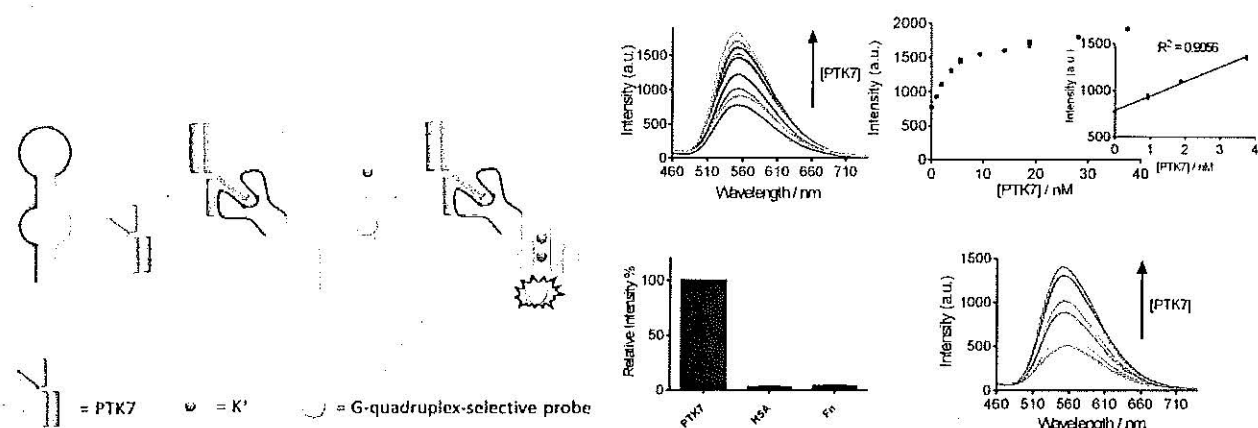 = PTK7
= K⁺
= G-quadruplex-selective probe
Intensity (a.u.)
1500
1000
500
0
460 510 560 610 660 710
Wavelength / nm
[PTK7]
Intensity (a.u.)
2000
1500
1000
500
0
0 10 20 30 40
[PTK7] / nM
R² = 0.9056
Intensity (a.u.)
1500
1000
500
0 1 2 3 4
[PTK7] / nM
Relative Intensity %
100
50
0
PTK7 HSA Fn
Intensity (a.u.)
1500
1000
500
0
460 510 560 610 660 710
Wavelength / nm
[PTK7]